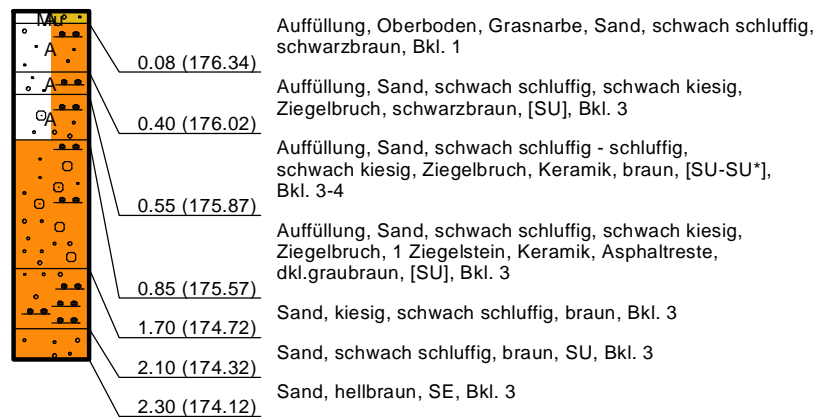 Mu
A
A
A
Auffüllung, Oberboden, Grasnarbe, Sand, schwach schluffig,
schwarzbraun, Bkl. 1
0.08 (176.34)
Auffüllung, Sand, schwach schluffig, schwach kiesig,
Ziegelbruch, schwarzbraun, [SU], Bkl. 3
0.40 (176.02)
Auffüllung, Sand, schwach schluffig - schluffig,
schwach kiesig, Ziegelbruch, Keramik, braun, [SU-SU*],
Bkl. 3-4
0.55 (175.87)
Auffüllung, Sand, schwach schluffig, schwach kiesig,
Ziegelbruch, 1 Ziegelstein, Keramik, Asphaltreste,
dkl.graubraun, [SU], Bkl. 3
0.85 (175.57)
Sand, kiesig, schwach schluffig, braun, Bkl. 3
1.70 (174.72)
Sand, schwach schluffig, braun, SU, Bkl. 3
2.10 (174.32)
Sand, hellbraun, SE, Bkl. 3
2.30 (174.12)